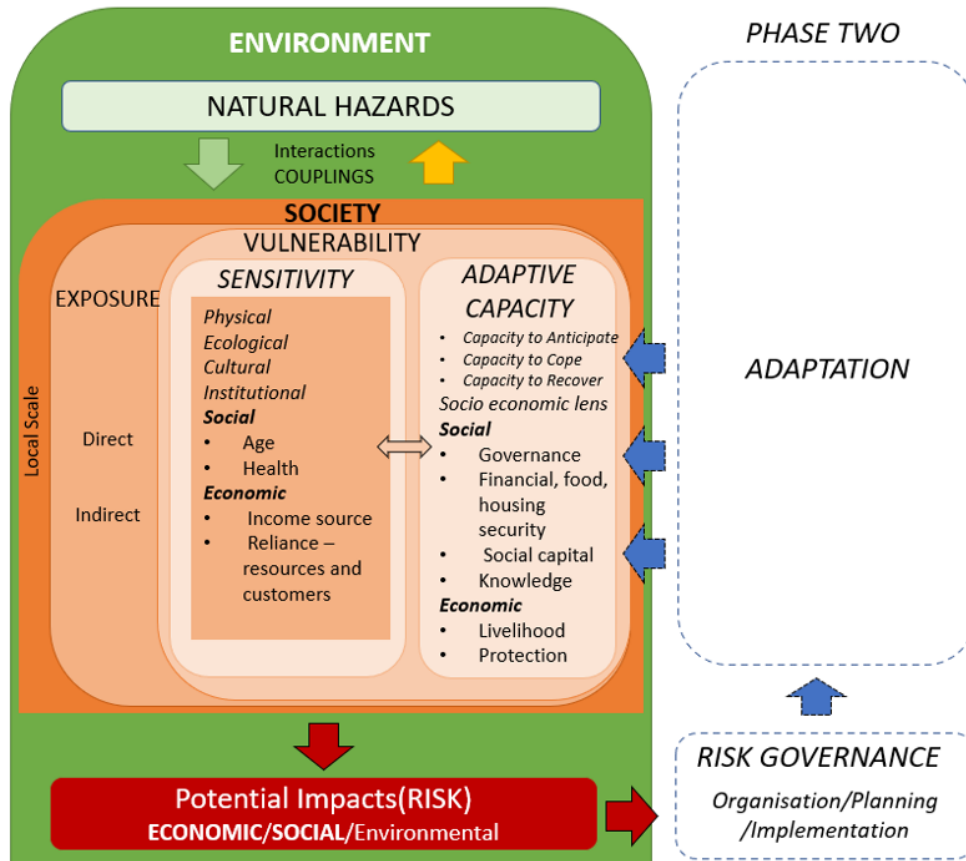 ENVIRONMENT
NATURAL HAZARDS
Interactions
COUPLINGS
SOCIETY
VULNERABILITY
EXPOSURE
Direct
Indirect
Local Scale
SENSITIVITY
Physical
Ecological
Cultural
Institutional
Social
• Age
• Health
Economic
• Income source
• Reliance –
resources and
customers
ADAPTIVE
CAPACITY
• Capacity to Anticipate
• Capacity to Cope
• Capacity to Recover
Socio economic lens
Social
• Governance
• Financial, food,
housing
security
• Social capital
• Knowledge
Economic
• Livelihood
• Protection
Potential Impacts(RISK)
ECONOMIC/SOCIAL/Environmental
PHASE TWO
ADAPTATION
RISK GOVERNANCE
Organisation/Planning
/Implementation